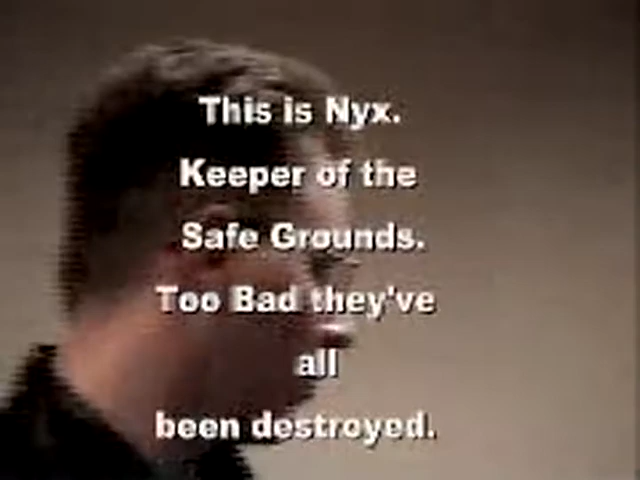 This is Nyx.
Keeper of the
Safe Grounds.
Too Bad they've
all
been destroyed.